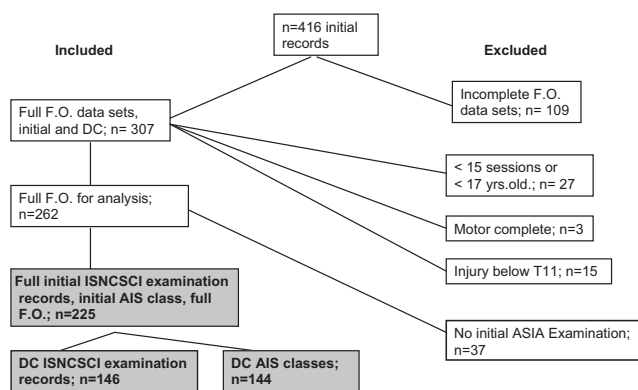 n=416 initial
records
Included
Excluded
Incomplete F.O.
data sets; n= 109
Full F.O. data sets,
initial and DC; n= 307
< 15 sessions or
< 17 yrs.old.; n= 27
Full F.O. for analysis;
n=262
Motor complete; n=3
Injury below T11; n=15
Full initial ISNCSCI examination
records, initial AIS class, full
F.O.; n=225
No initial ASIA Examination;
n=37
DC ISNCSCI examination
records; n=146
DC AIS classes;
n=144